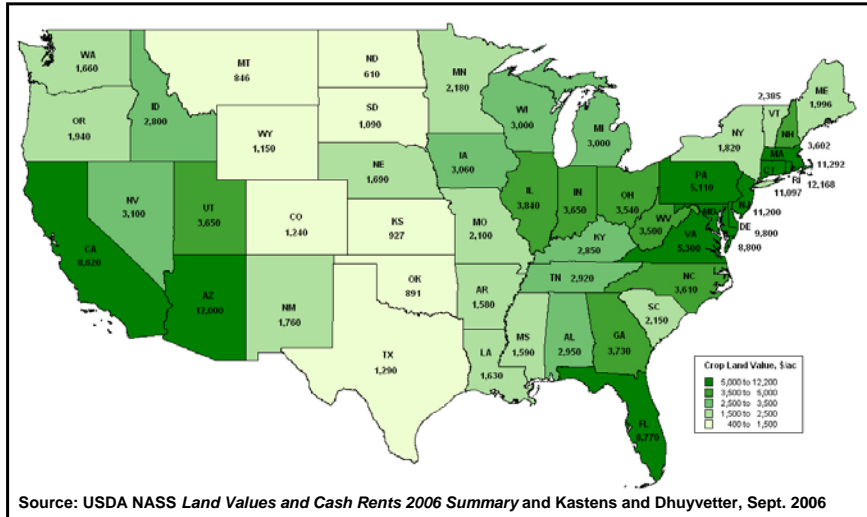 WA
1,660
MT
846
ND
610
MN
2,180
ME
1,996
2,385
VT
NH
OR
1,940
ID
2,800
WY
1,150
SD
1,090
WI
3,000
MI
3,000
NY
1,820
3,602
MA
11,292
CT
RI
12,168
11,097
NV
3,100
UT
3,650
CO
1,240
NE
1,690
IA
3,060
IL
3,840
IN
3,650
OH
3,540
PA
5,110
NJ
11,200
MD
DE
9,800
8,800
WV
3,500
VA
5,300
CA
8,620
AZ
12,000
NM
1,760
KS
927
OK
891
TX
1,290
MO
2,100
AR
1,580
LA
1,630
KY
2,850
TN 2,920
NC
3,610
SC
2,150
MS
1,590
AL
2,950
GA
3,730
FL
8,770
Crop Land Value, $/ac
5,000 to 12,200
3,500 to 5,000
2,500 to 3,500
1,500 to 2,500
400 to 1,500
Source: USDA NASS Land Values and Cash Rents 2006 Summary and Kastens and Dhuyvetter, Sept. 2006